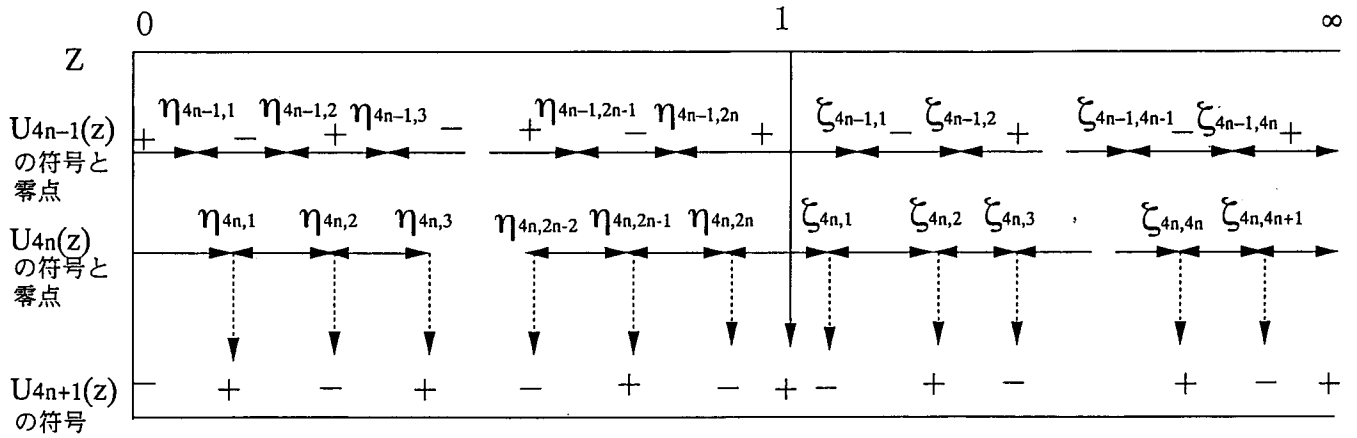 0 1 ∞
Z
η4n−1,1 η4n−1,2 η4n−1,3 η4n−1,2n-1 η4n−1,2n ζ4n−1,1 ζ4n−1,2 ζ4n−1,4n-1 ζ4n−1,4n
U4n−1(z) + − + − + − + − + − +
の符号と
零点
η4n,1 η4n,2 η4n,3 η4n,2n-2 η4n,2n-1 η4n,2n ζ4n,1 ζ4n,2 ζ4n,3 ζ4n,4n ζ4n,4n+1
U4n(z)
の符号と
零点
U4n+1(z) − + − + − + − + − + − + − +
の符号